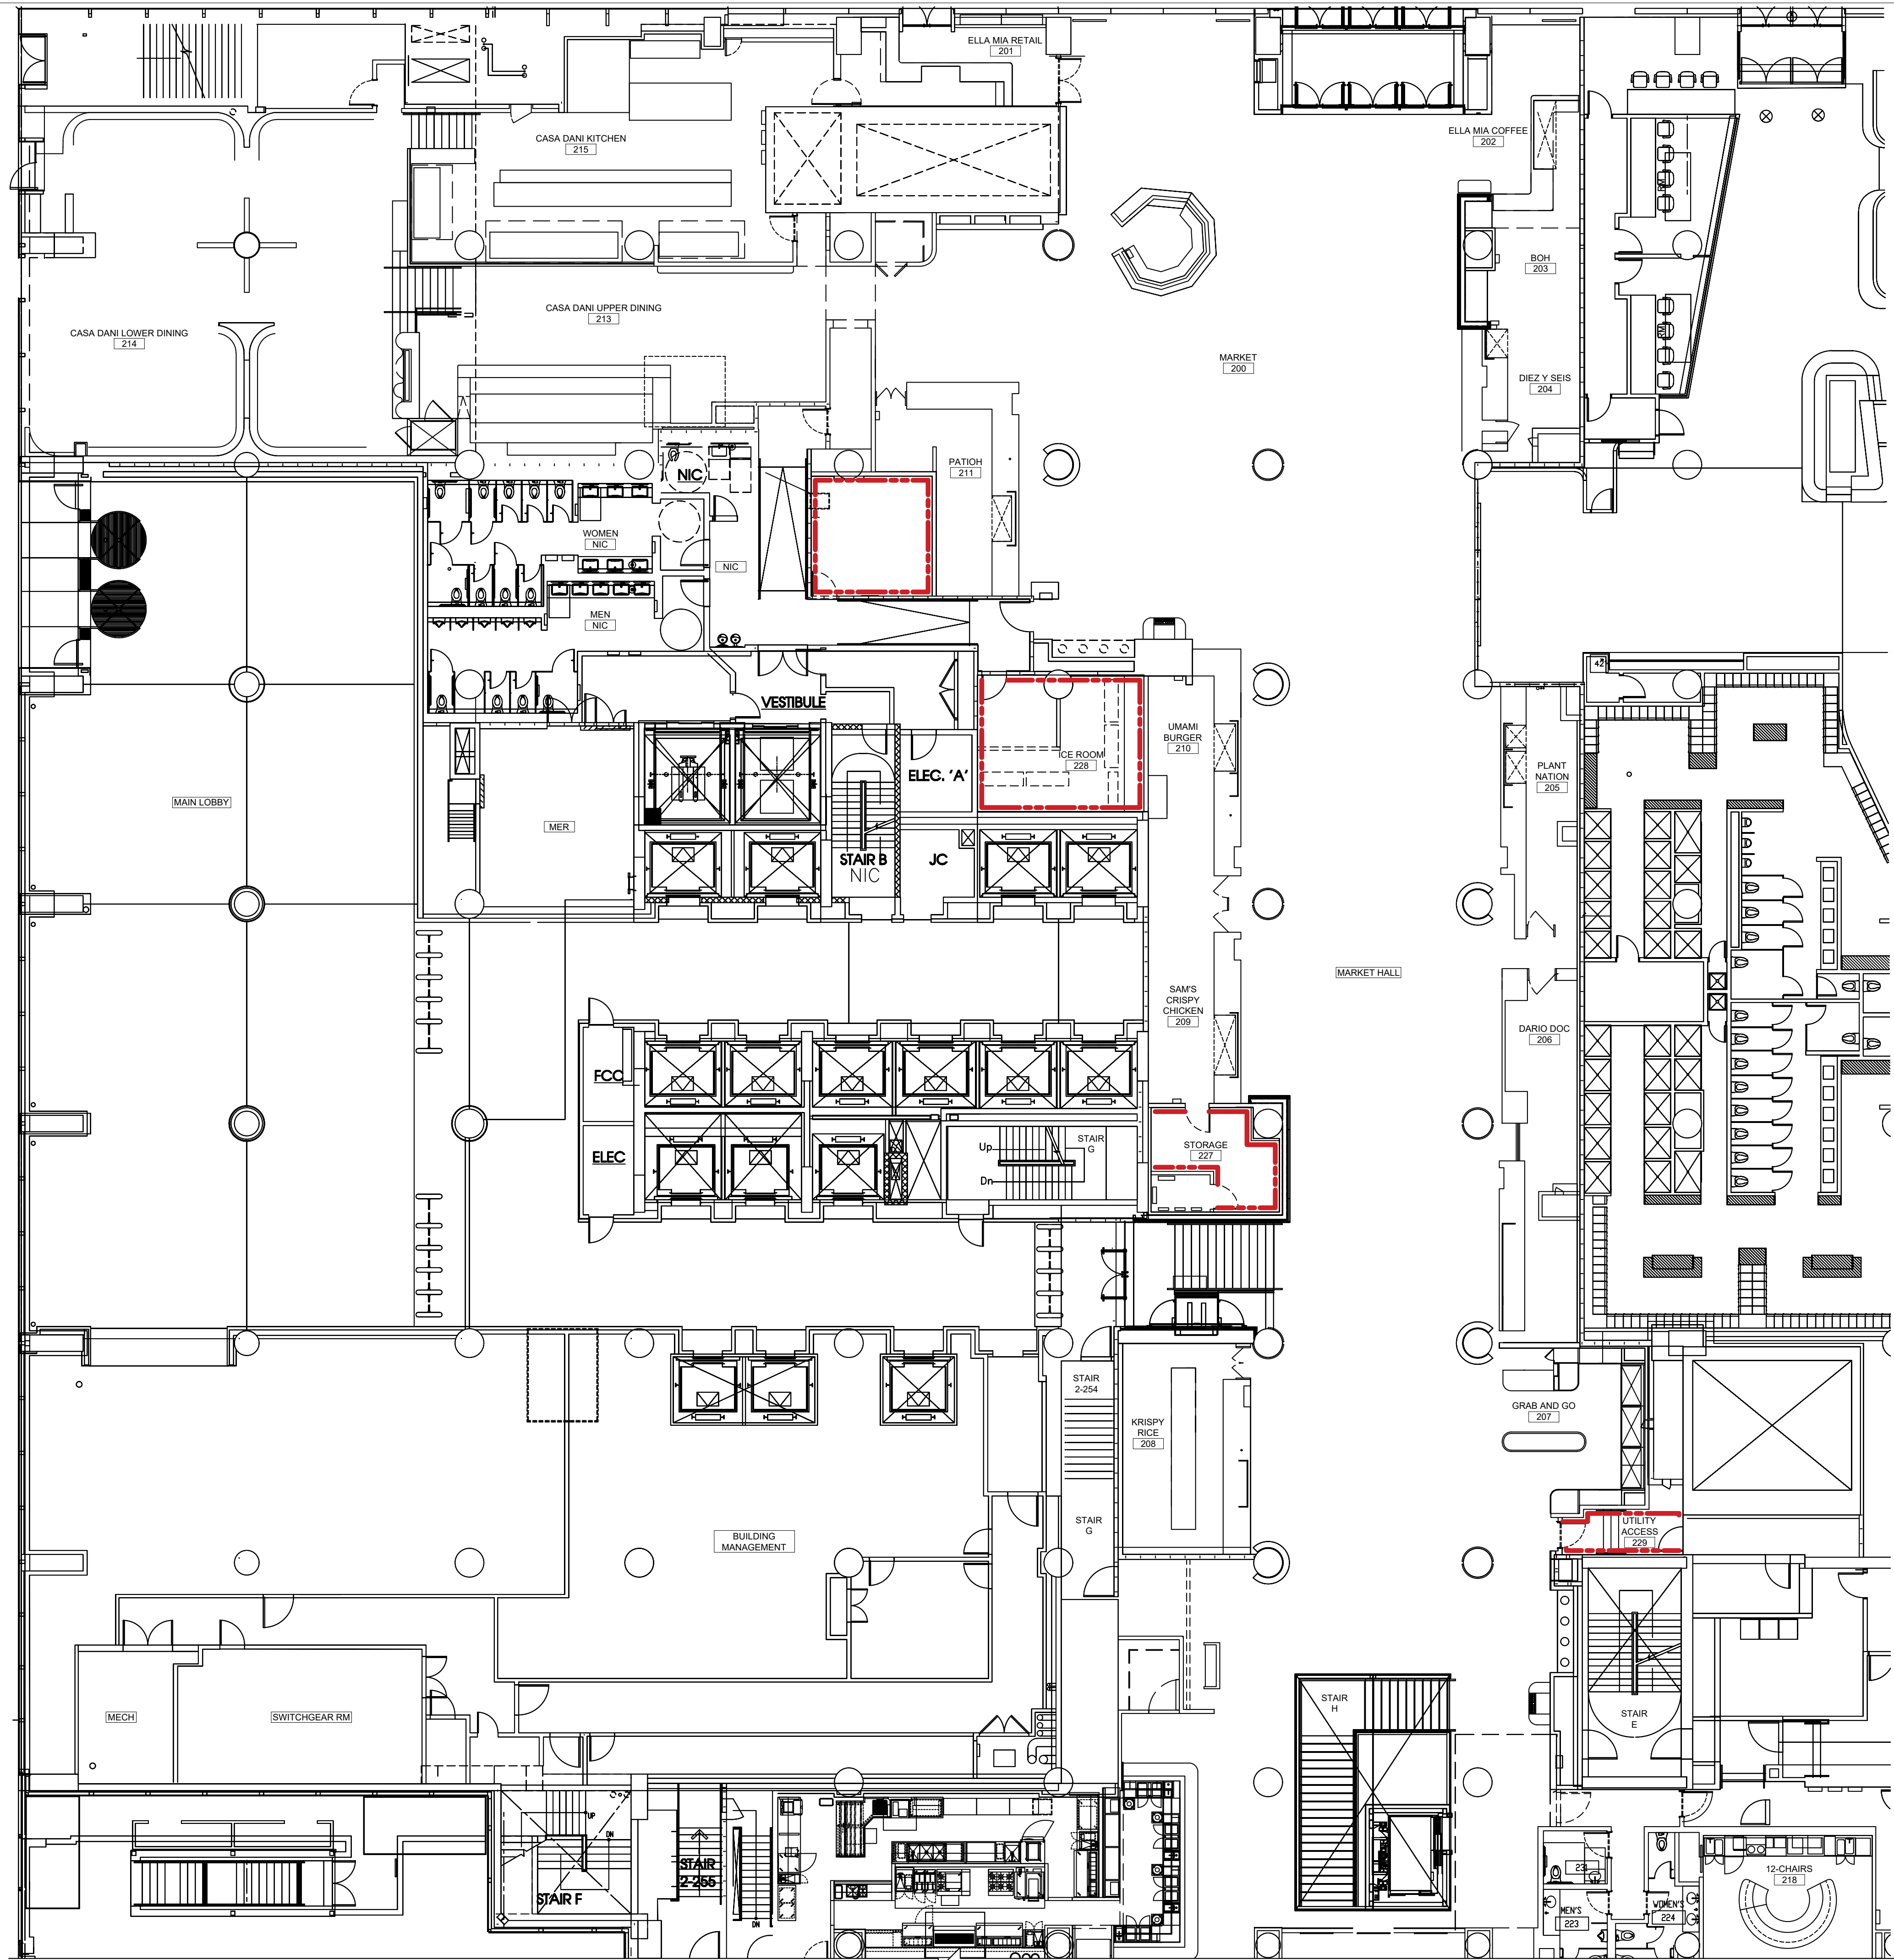 ELLA MIA RETAIL
201
CASA DANI KITCHEN
215
ELLA MIA COFFEE
202
BOH
203
CASA DANI UPPER DINING
213
CASA DANI LOWER DINING
214
MARKET
200
DIEZ Y SEIS
204
PATIOH
211
NIC
WOMEN
NIC
NIC
MEN
NIC
42
VESTIBULE
UMAMI
BURGER
210
ICE ROOM
228
ELEC. 'A'
PLANT
NATION
205
MAIN LOBBY
MER
STAIR B
NIC
JC
MARKET HALL
SAM'S
CRISPY
CHICKEN
209
DARIO DOC
206
FCC
ELEC
Up
Dn
STAIR
G
STORAGE
227
STAIR
2-254
KRISPY
RICE
208
GRAB AND GO
207
STAIR
G
BUILDING
MANAGEMENT
UTILITY
ACCESS
229
MECH
SWITCHGEAR RM
STAIR
H
STAIR
E
UP
DN
STAIR F
STAIR
2-255
DN
231
12-CHAIRS
218
MEN'S
223
WOMEN'S
224